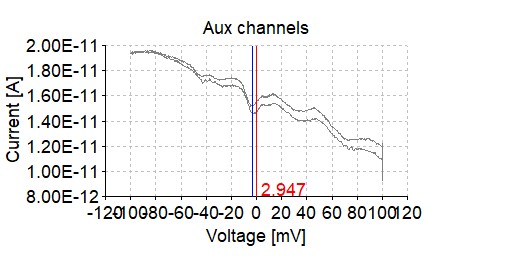 Aux channels
Current [A]
2.00E-11
1.80E-11
1.60E-11
1.40E-11
1.20E-11
1.00E-11
8.00E-12
2.947
-120 -100 -80 -60 -40 -20 0 20 40 60 80 100 120
Voltage [mV]